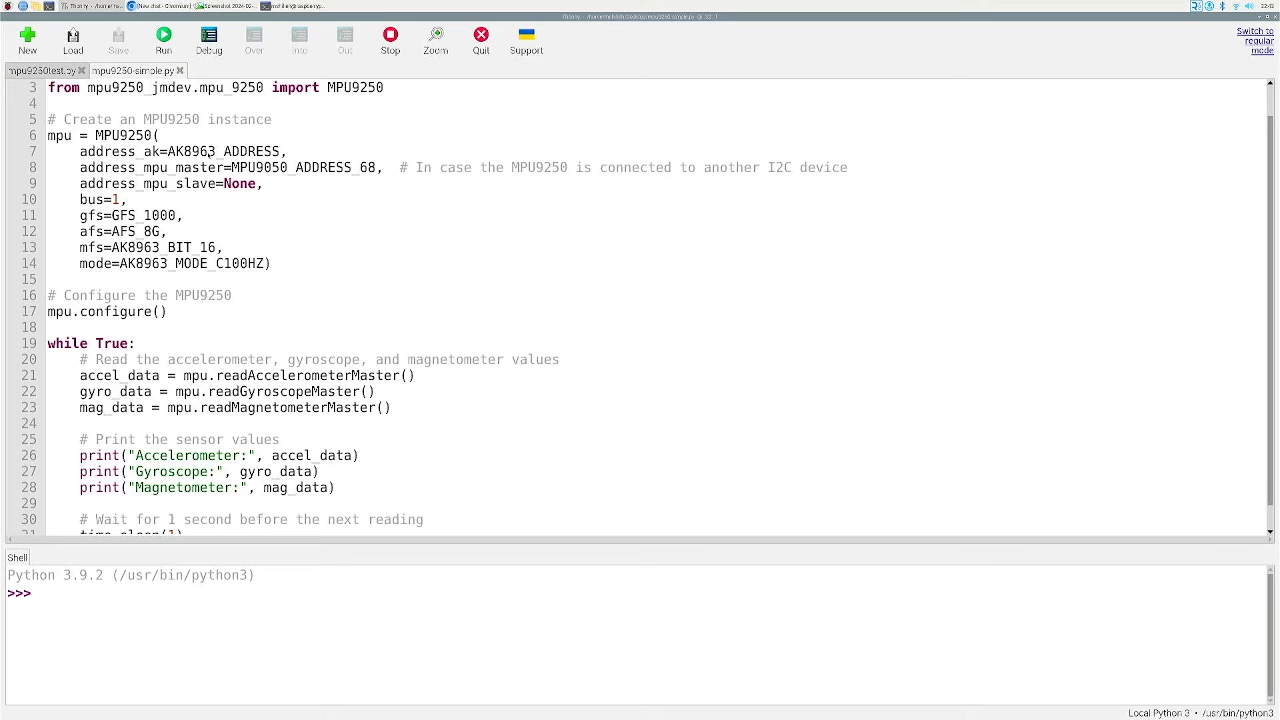 New Load Save Run Debug Over Into Out Stop Zoom Quit Support
Switch to
regular
mode
mpu9250test.py mpu9250-simple.py
3 from mpu9250_jmdev.mpu_9250 import MPU9250
4
5 # Create an MPU9250 instance
6 mpu = MPU9250(
7 address_ak=AK8963_ADDRESS,
8 address_mpu_master=MPU9050_ADDRESS_68, # In case the MPU9250 is connected to another I2C device
9 address_mpu_slave=None,
10 bus=1,
11 gfs=GFS_1000,
12 afs=AFS_8G,
13 mfs=AK8963_BIT_16,
14 mode=AK8963_MODE_C100HZ)
15
16 # Configure the MPU9250
17 mpu.configure()
18
19 while True:
20 # Read the accelerometer, gyroscope, and magnetometer values
21 accel_data = mpu.readAccelerometerMaster()
22 gyro_data = mpu.readGyroscopeMaster()
23 mag_data = mpu.readMagnetometerMaster()
24
25 # Print the sensor values
26 print("Accelerometer:", accel_data)
27 print("Gyroscope:", gyro_data)
28 print("Magnetometer:", mag_data)
29
30 # Wait for 1 second before the next reading
31 time.sleep(1)
Shell
Python 3.9.2 (/usr/bin/python3)
>>>
Local Python 3 • /usr/bin/python3